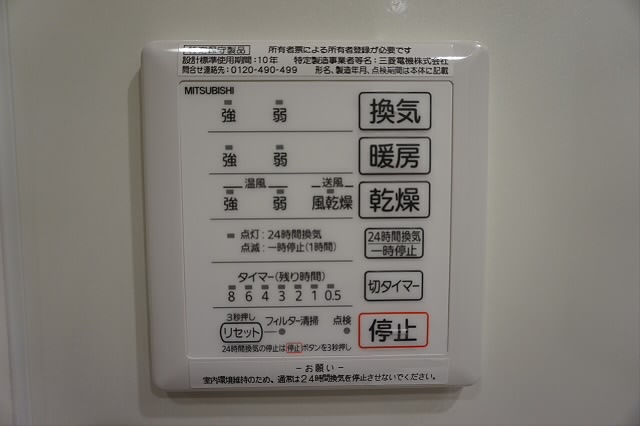 特定保守製品 所有者票による所有者登録が必要です
設計標準使用期間:10年 特定製造事業者等名:三菱電機株式会社
問合せ連絡先:0120-490-499 形名、製造年月、点検期間は本体に記載
MITSUBISHI
強 弱 換気
強 弱 暖房
温風 送風
強 弱 風乾燥 乾燥
点灯:24時間換気
点滅:一時停止(1時間)
24時間換気
一時停止
タイマー(残り時間)
8 6 4 3 2 1 0.5
切タイマー
3秒押し
リセット フィルター清掃 点検
停止
24時間換気の停止は停止ボタンを3秒押し
-お願い-
室内環境維持のため、通常は24時間換気を停止させないでください。